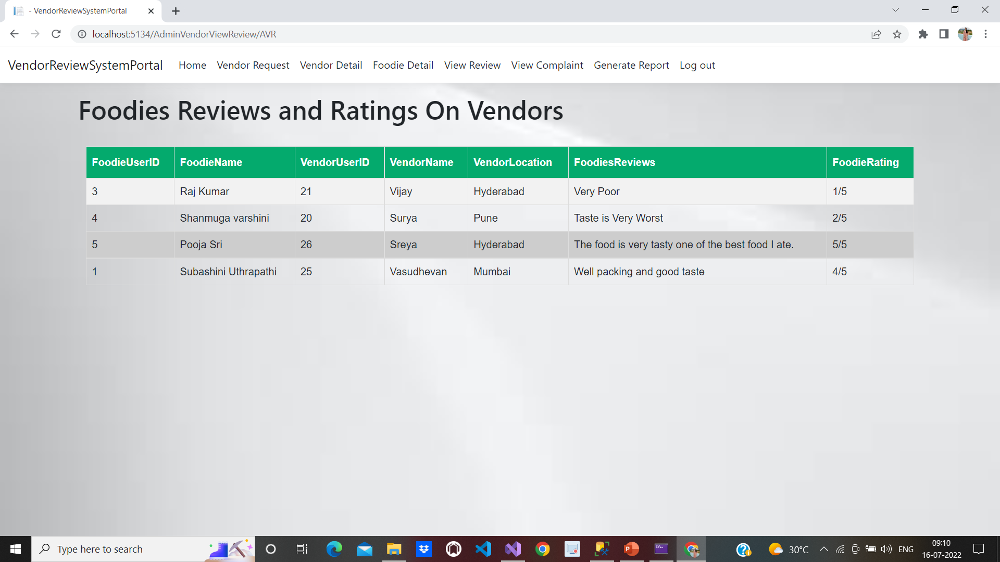 - VendorReviewSystemPortal
localhost:5134/AdminVendorViewReview/AVR
VendorReviewSystemPortal Home Vendor Request Vendor Detail Foodie Detail View Review View Complaint Generate Report Log out
Foodies Reviews and Ratings On Vendors
FoodieUserID FoodieName VendorUserID VendorName VendorLocation FoodiesReviews FoodieRating
3 Raj Kumar 21 Vijay Hyderabad Very Poor 1/5
4 Shanmuga varshini 20 Surya Pune Taste is Very Worst 2/5
5 Pooja Sri 26 Sreya Hyderabad The food is very tasty one of the best food I ate. 5/5
1 Subashini Uthrapathi 25 Vasudhevan Mumbai Well packing and good taste 4/5
Type here to search
30°C
ENG
09:10
16-07-2022